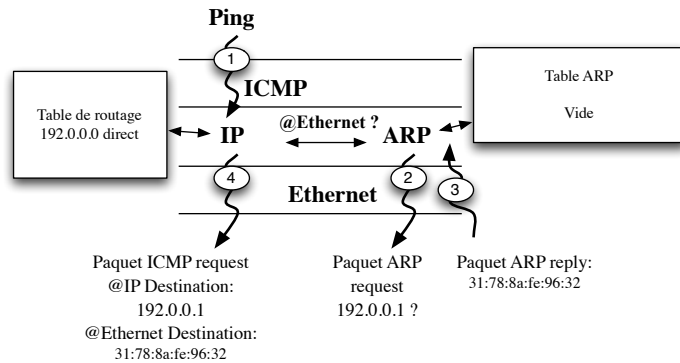 Ping
1
ICMP
Table de routage
192.0.0.0 direct
Table ARP
Vide
@Ethernet ?
IP
ARP
4
2
3
Ethernet
Paquet ICMP request
@IP Destination:
192.0.0.1
@Ethernet Destination:
31:78:8a:fe:96:32
Paquet ARP
request
192.0.0.1 ?
Paquet ARP reply:
31:78:8a:fe:96:32